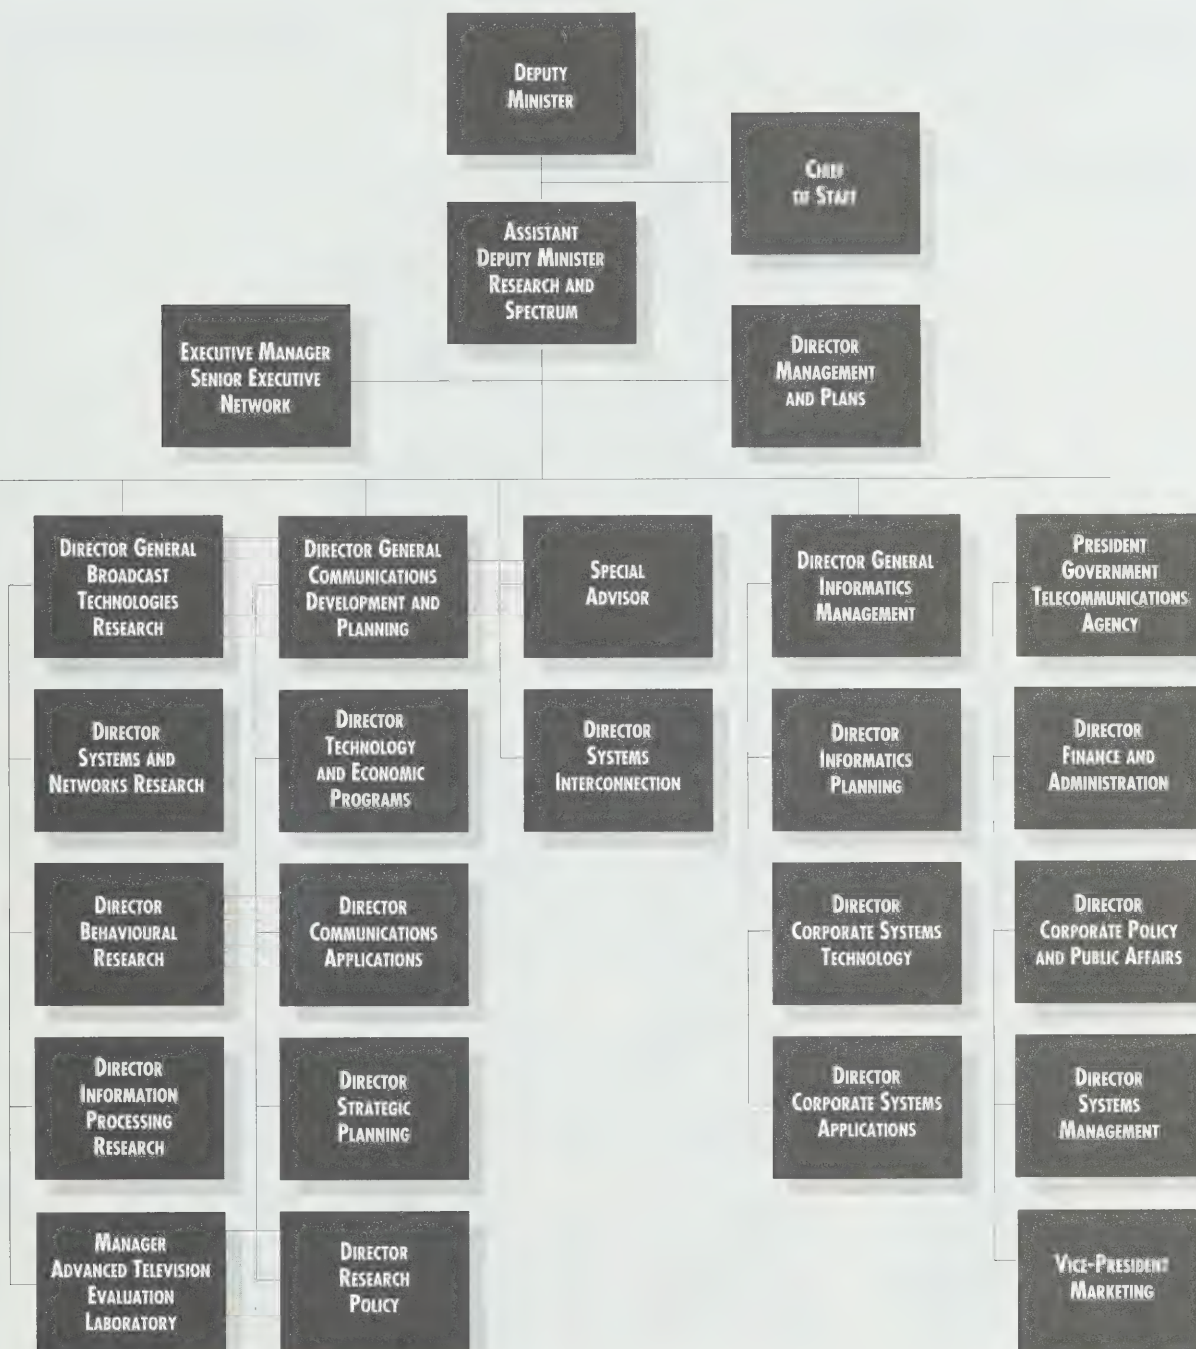 DEPUTY
MINISTER
CHIEF
OF STAFF
ASSISTANT
DEPUTY MINISTER
RESEARCH AND
SPECTRUM
EXECUTIVE MANAGER
SENIOR EXECUTIVE
NETWORK
DIRECTOR
MANAGEMENT
AND PLANS
DIRECTOR GENERAL
BROADCAST
TECHNOLOGIES
RESEARCH
DIRECTOR GENERAL
COMMUNICATIONS
DEVELOPMENT AND
PLANNING
SPECIAL
ADVISOR
DIRECTOR GENERAL
INFORMATICS
MANAGEMENT
PRESIDENT
GOVERNMENT
TELECOMMUNICATIONS
AGENCY
DIRECTOR
SYSTEMS AND
NETWORKS RESEARCH
DIRECTOR
TECHNOLOGY
AND ECONOMIC
PROGRAMS
DIRECTOR
SYSTEMS
INTERCONNECTION
DIRECTOR
INFORMATICS
PLANNING
DIRECTOR
FINANCE AND
ADMINISTRATION
DIRECTOR
BEHAVIOURAL
RESEARCH
DIRECTOR
COMMUNICATIONS
APPLICATIONS
DIRECTOR
CORPORATE SYSTEMS
TECHNOLOGY
DIRECTOR
CORPORATE POLICY
AND PUBLIC AFFAIRS
DIRECTOR
INFORMATION
PROCESSING
RESEARCH
DIRECTOR
STRATEGIC
PLANNING
DIRECTOR
CORPORATE SYSTEMS
APPLICATIONS
DIRECTOR
SYSTEMS
MANAGEMENT
MANAGER
ADVANCED TELEVISION
EVALUATION
LABORATORY
DIRECTOR
RESEARCH
POLICY
VICE-PRESIDENT
MARKETING